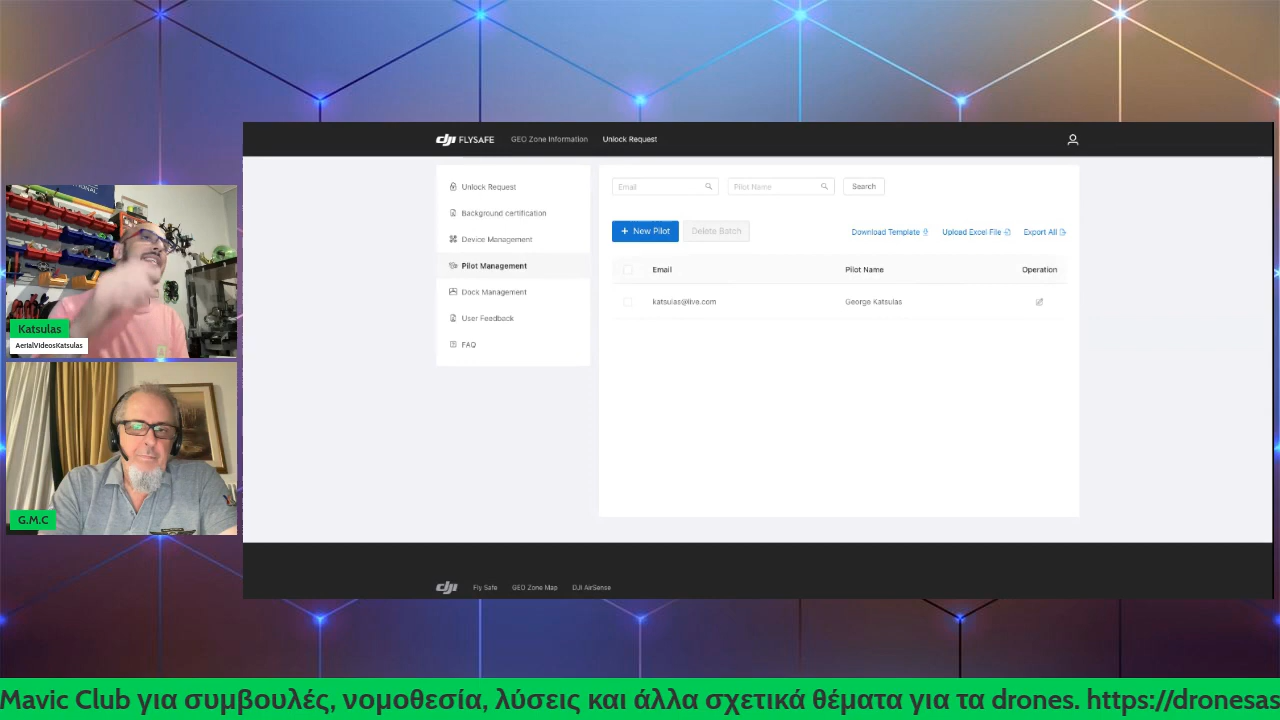 FLYSAFE
GEO Zone Information
Unlock Request
Unlock Request
Background certification
Device Management
Pilot Management
Dock Management
User Feedback
FAQ
Email
Pilot Name
Search
+ New Pilot
Delete Batch
Download Template
Upload Excel File
Export All
Email
Pilot Name
Operation
katsulas@live.com
George Katsulas
dji
Fly Safe
GEO Zone Map
DJI AirSense
Katsulas
AerialVideosKatsulas
G.M.C
Mavic Club για συμβουλές, νομοθεσία, λύσεις και άλλα σχετικά θέματα για τα drones. https://dronesas